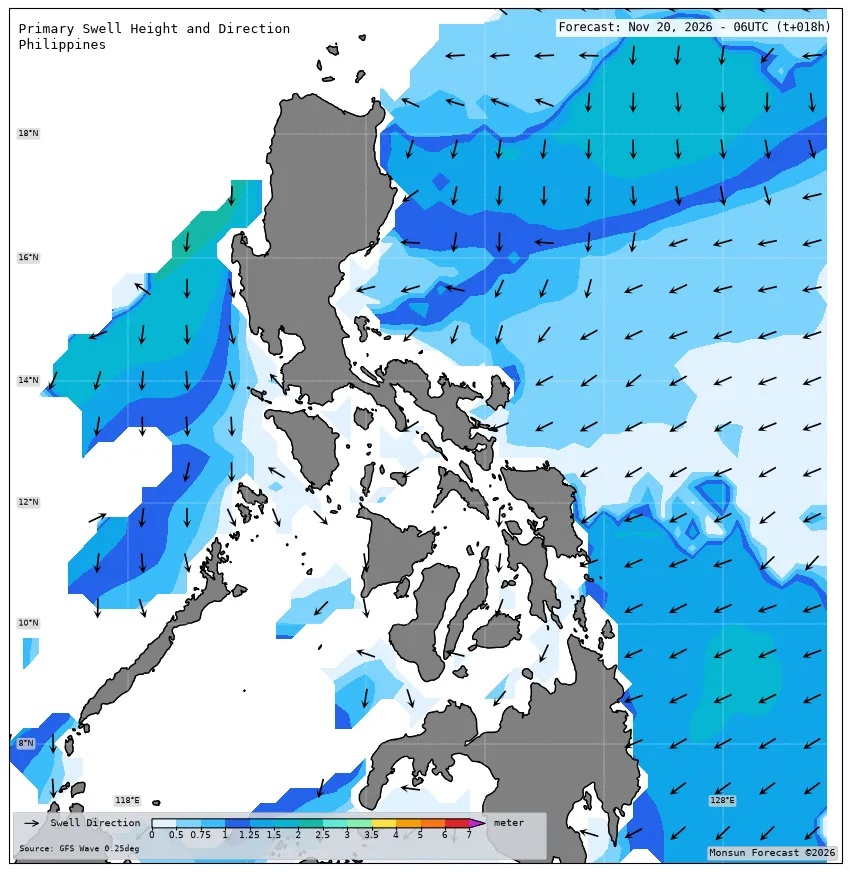 Primary Swell Height and Direction
Philippines
Forecast: Nov 20, 2026 - 06UTC (t+018h)
18°N
16°N
14°N
12°N
10°N
8°N
118°E
128°E
Swell Direction
0 0.5 0.75 1 1.25 1.5 2 2.5 3 3.5 4 5 6 7
meter
Source: GFS Wave 0.25deg
Monsun Forecast ©2026